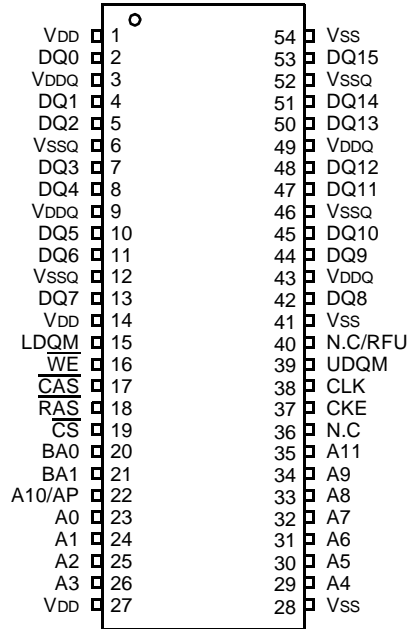 VDD 1 54 VSS
DQ0 2 53 DQ15
VDDQ 3 52 VSSQ
DQ1 4 51 DQ14
DQ2 5 50 DQ13
VSSQ 6 49 VDDQ
DQ3 7 48 DQ12
DQ4 8 47 DQ11
VDDQ 9 46 VSSQ
DQ5 10 45 DQ10
DQ6 11 44 DQ9
VSSQ 12 43 VDDQ
DQ7 13 42 DQ8
VDD 14 41 VSS
LDQM 15 40 N.C/RFU
WE 16 39 UDQM
CAS 17 38 CLK
RAS 18 37 CKE
CS 19 36 N.C
BA0 20 35 A11
BA1 21 34 A9
A10/AP 22 33 A8
A0 23 32 A7
A1 24 31 A6
A2 25 30 A5
A3 26 29 A4
VDD 27 28 VSS